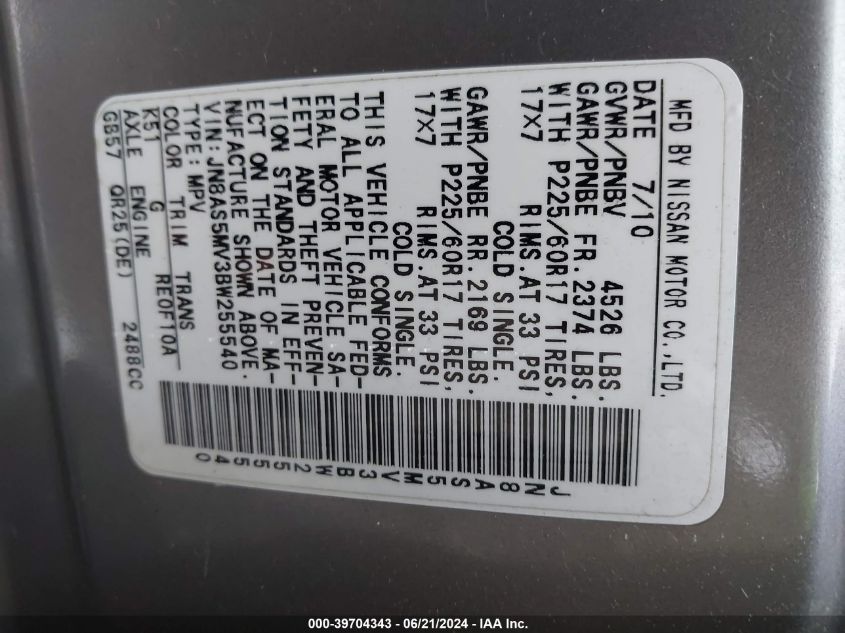 MFD BY NISSAN MOTOR CO.,LTD.
DATE 7/10
GVWR/PNBV 4526 LBS.
GAWR/PNBE FR. 2374 LBS.
WITH P225/60R17 TIRES,
17X7 RIMS.AT 33 PSI
COLD SINGLE.
GAWR/PNBE RR. 2169 LBS.
WITH P225/60R17 TIRES,
17X7 RIMS.AT 33 PSI
COLD SINGLE.
THIS VEHICLE CONFORMS
TO ALL APPLICABLE FED-
ERAL MOTOR VEHICLE SA-
FETY AND THEFT PREVEN-
TION STANDARDS IN EFF-
ECT ON THE DATE OF MA-
NUFACTURE SHOWN ABOVE.
VIN:JN8AS5MV3BW255540
TYPE:MPV
COLOR TRIM TRANS
K51 G RE0F10A
AXLE ENGINE
GB57 QR25(DE) 2488CC
JN8AS5MV3BW255540
000-39704343 - 06/21/2024 - IAA Inc.